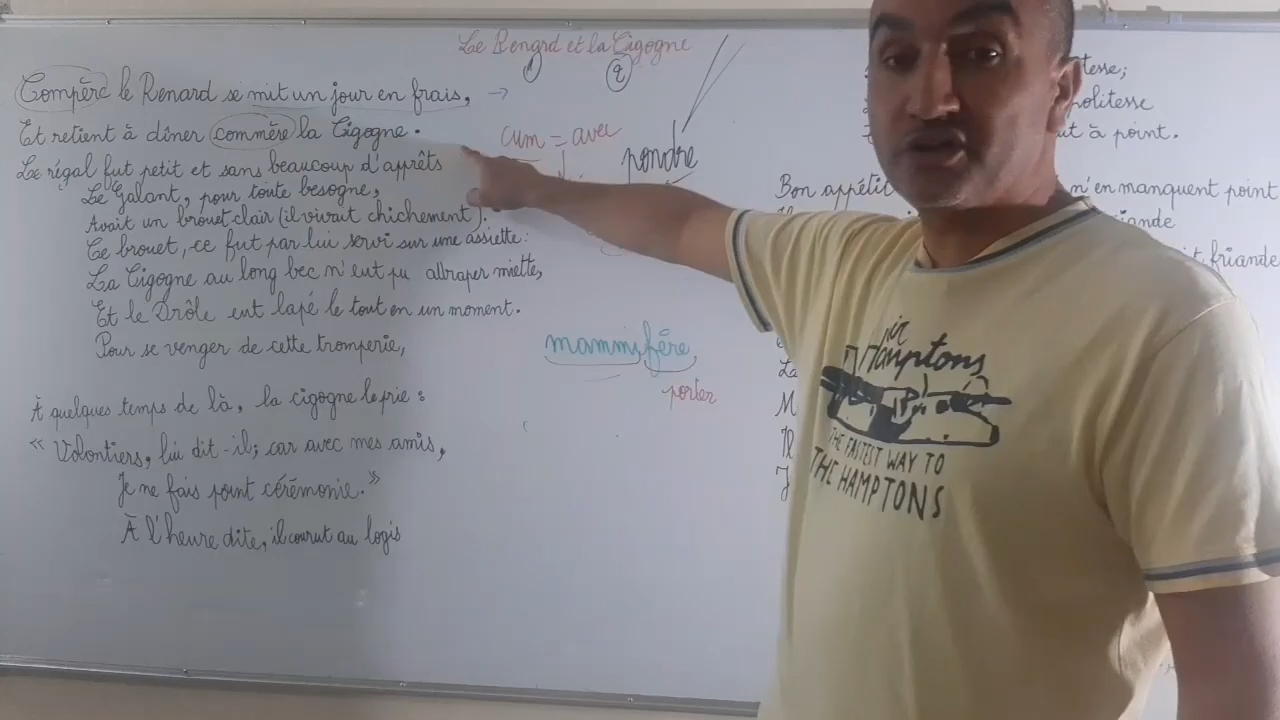 Le Renard et la Cigogne
Compère le Renard se mit un jour en frais,
Et retient à dîner commère la Cigogne.
Le régal fut petit et sans beaucoup d'apprêts
Le Galant, pour toute besogne,
Avait un brouet clair (il vivait chichement).
Ce brouet, ce fut par lui servi sur une assiette:
La Cigogne au long bec n'eut pu attraper miette,
Et le Drôle eut lapé le tout en un moment.
Pour se venger de cette tromperie,
À quelques temps de là, la cigogne le prie:
« Volontiers, lui dit-il; car avec mes amis,
Je ne fais point cérémonie. »
À l'heure dite, il courut au logis
cum = avec
pondre
mammifère
porter
tesse;
politesse
t à point.
Bon appétit
n'en manquent point
iande
t friande
Air
Hamptons
THE FASTEST WAY TO
THE HAMPTONS